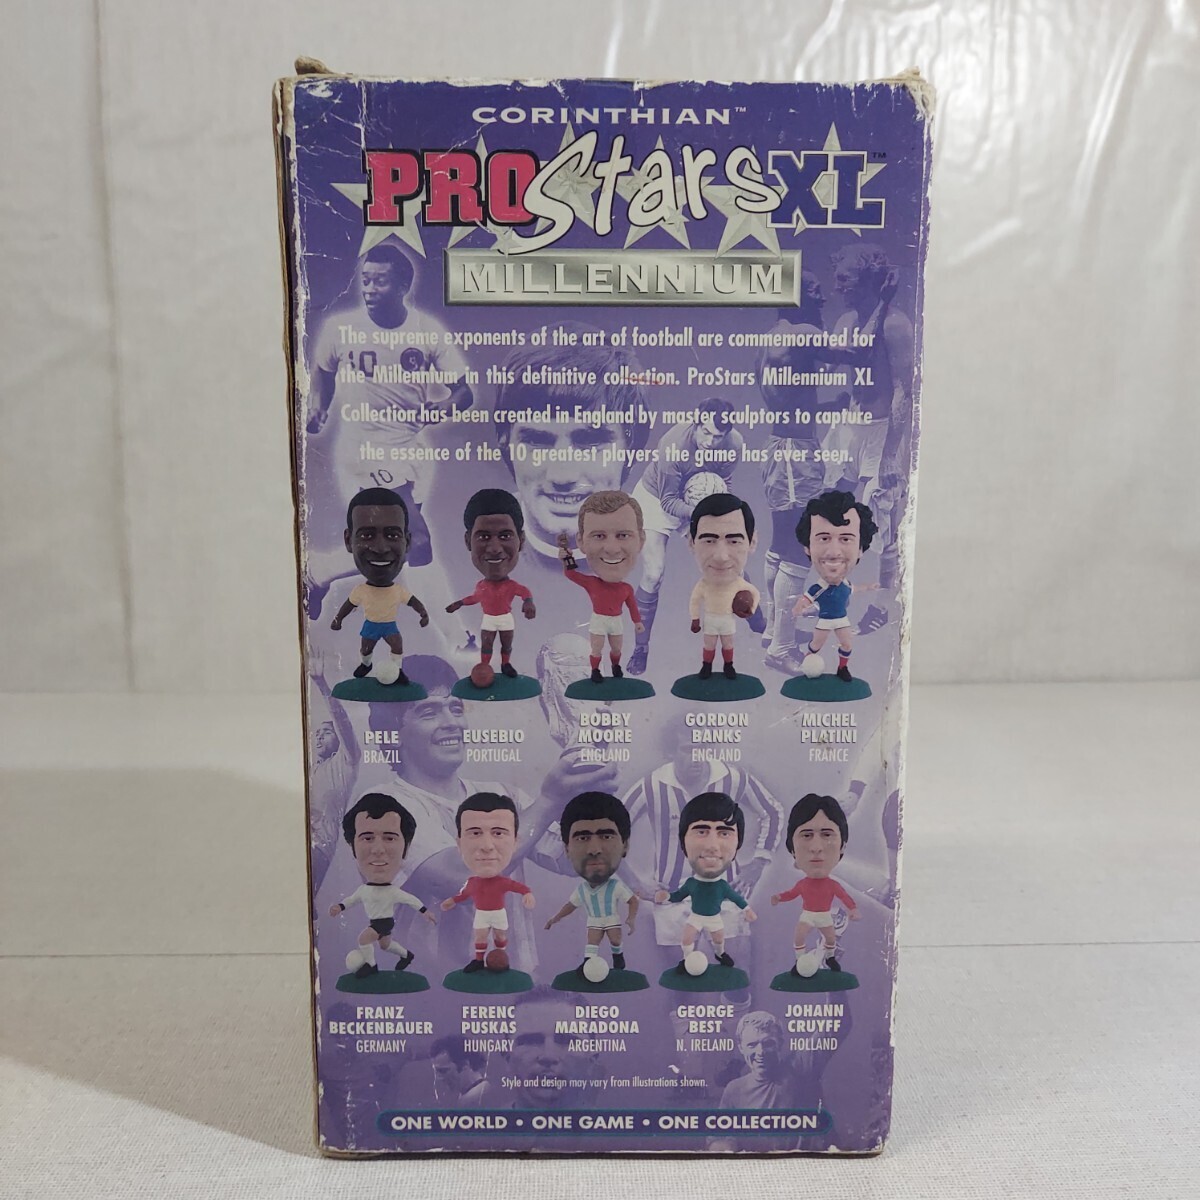 CORINTHIAN™
PROStarsXL™
MILLENNIUM
The supreme exponents of the art of football are commemorated for
the Millennium in this definitive collection. ProStars Millennium XL
Collection has been created in England by master sculptors to capture
the essence of the 10 greatest players the game has ever seen.
10
10
PELE
BRAZIL
EUSEBIO
PORTUGAL
BOBBY
MOORE
ENGLAND
GORDON
BANKS
ENGLAND
MICHEL
PLATINI
FRANCE
FRANZ
BECKENBAUER
GERMANY
FERENC
PUSKAS
HUNGARY
DIEGO
MARADONA
ARGENTINA
GEORGE
BEST
N. IRELAND
JOHANN
CRUYFF
HOLLAND
Style and design may vary from illustrations shown.
ONE WORLD • ONE GAME • ONE COLLECTION